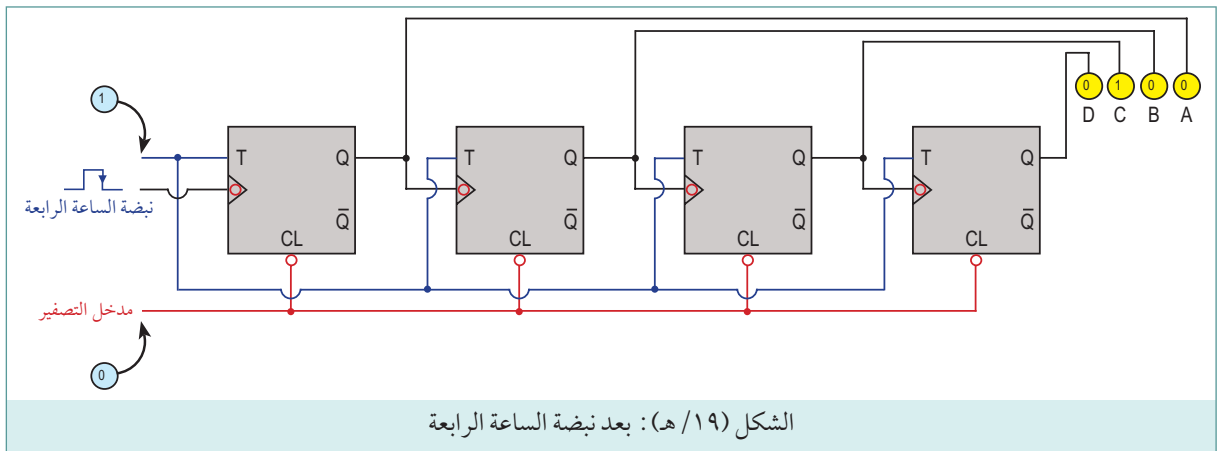 0 1 0 0
D C B A
1
T Q T Q T Q T Q
نبضة الساعة الرابعة
Q̅ Q̅ Q̅ Q̅
CL CL CL CL
مدخل التصفير
0
الشكل (١٩/ هـ): بعد نبضة الساعة الرابعة